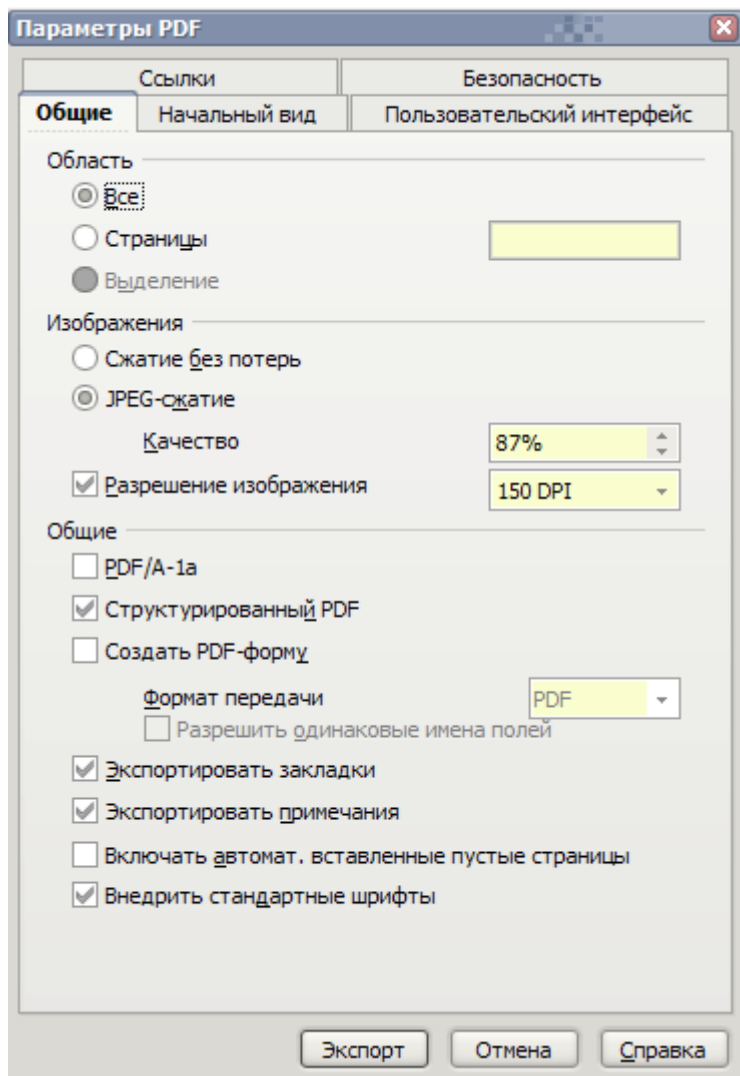 Параметры PDF
Ссылки Безопасность
Общие Начальный вид Пользовательский интерфейс
Область
Все
Страницы
Выделение
Изображения
Сжатие без потерь
JPEG-сжатие
Качество 87%
Разрешение изображения 150 DPI
Общие
PDF/A-1a
Структурированный PDF
Создать PDF-форму
Формат передачи PDF
Разрешить одинаковые имена полей
Экспортировать закладки
Экспортировать примечания
Включать автомат. вставленные пустые страницы
Внедрить стандартные шрифты
Экспорт Отмена Справка